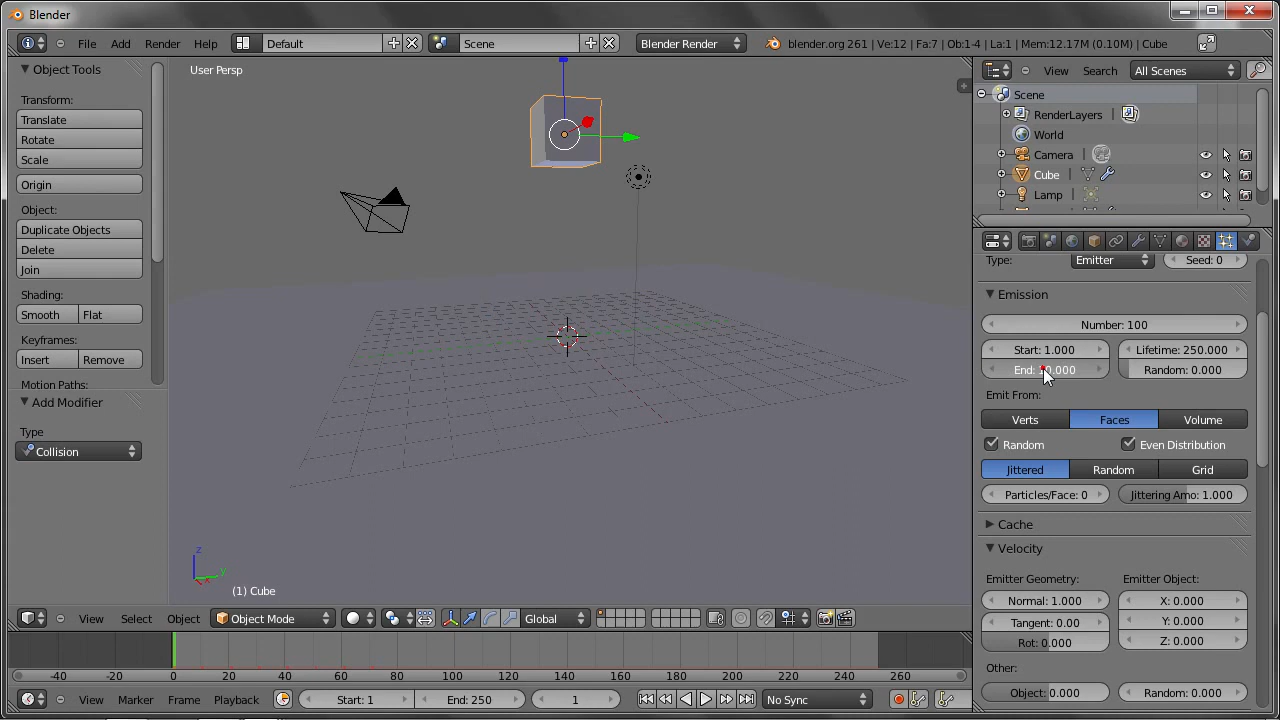 Blender
File Add Render Help Default Scene Blender Render blender.org 261 | Ve:12 | Fa:7 | Ob:1-4 | La:1 | Mem:12.17M (0.10M) | Cube
Object Tools
Transform:
Translate
Rotate
Scale
Origin
Object:
Duplicate Objects
Delete
Join
Shading:
Smooth Flat
Keyframes:
Insert Remove
Motion Paths:
Add Modifier
Type
Collision
User Persp
z
y
(1) Cube
View Select Object Object Mode Global
View Search All Scenes
Scene
RenderLayers
World
Camera
Cube
Lamp
Type: Emitter Seed: 0
Emission
Number: 100
Start: 1.000 Lifetime: 250.000
End: Random: 0.000
Emit From:
Verts Faces Volume
Random Even Distribution
Jittered Random Grid
Particles/Face: 0 Jittering Amo: 1.000
Cache
Velocity
Emitter Geometry: Emitter Object:
Normal: 1.000 X: 0.000
Tangent: 0.00 Y: 0.000
Rot: 0.000 Z: 0.000
Other:
Object: 0.000 Random: 0.000
-40 -20 0 20 40 60 80 100 120 140 160 180 200 220 240 260
View Marker Frame Playback Start: 1 End: 250 1 No Sync